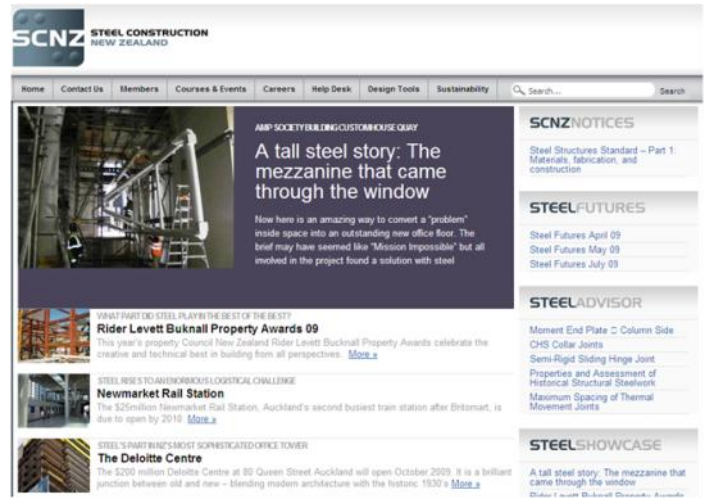 SCNZ
STEEL CONSTRUCTION
NEW ZEALAND
Home Contact Us Members Courses & Events Careers Help Desk Design Tools Sustainability Search... Search
AMP SOCIETY BUILDING CUSTOMHOUSE QUAY
A tall steel story: The
mezzanine that came
through the window
Now here is an amazing way to convert a "problem"
inside space into an outstanding new office floor. The
brief may have seemed like "Mission Impossible" but all
involved in the project found a solution with steel
WHAT PART DID STEEL PLAY IN THE BEST OF THE BEST?
Rider Levett Buknall Property Awards 09
This year's property Council New Zealand Rider Levett Bucknall Property Awards celebrate the
creative and technical best in building from all perspectives. More »
STEEL RISES TO AN ENORMOUS LOGISTICAL CHALLENGE
Newmarket Rail Station
The $25million Newmarket Rail Station, Auckland's second busiest train station after Britomart, is
due to open by 2010. More »
STEEL'S PART IN NZ'S MOST SOPHISTICATED OFFICE TOWER
The Deloitte Centre
The $200 million Deloitte Centre at 80 Queen Street Auckland will open October 2009. It is a brilliant
junction between old and new – blending modern architecture with the historic 1930's More »
SCNZNOTICES
Steel Structures Standard – Part 1:
Materials, fabrication, and
construction
STEELFUTURES
Steel Futures April 09
Steel Futures May 09
Steel Futures July 09
STEELADVISOR
Moment End Plate □ Column Side
CHS Collar Joints
Semi-Rigid Sliding Hinge Joint
Properties and Assessment of
Historical Structural Steelwork
Maximum Spacing of Thermal
Movement Joints
STEELSHOWCASE
A tall steel story: The mezzanine that
came through the window
Rider Levett Buknall Property Awards